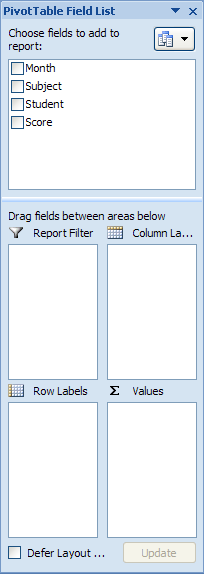 PivotTable Field List
Choose fields to add to
report:
Month
Subject
Student
Score
Drag fields between areas below
Report Filter
Column La...
Row Labels
Σ Values
Defer Layout ...
Update